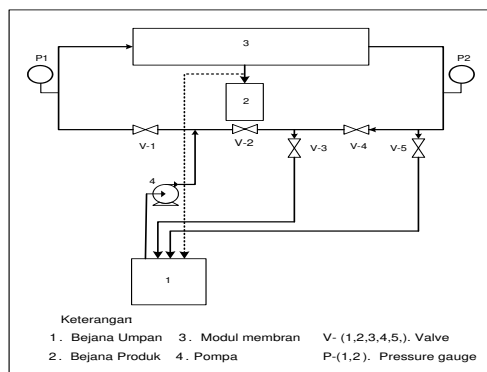 3
P1
P2
2
V-1
V-2
V-3
V-4
V-5
4
1
Keterangan:
1. Bejana Umpan 3. Modul membran V- (1,2,3,4,5,). Valve
2. Bejana Produk 4. Pompa P-(1,2). Pressure gauge